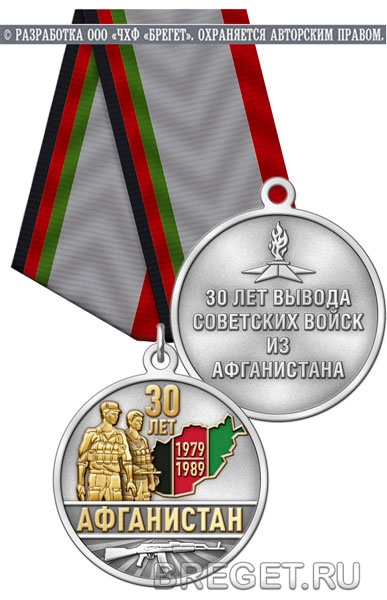 © РАЗРАБОТКА ООО «ЧХФ «БРЕГЕТ». ОХРАНЯЕТСЯ АВТОРСКИМ ПРАВОМ.
30 ЛЕТ ВЫВОДА
СОВЕТСКИХ ВОЙСК
ИЗ
АФГАНИСТАНА
30
ЛЕТ
1979
1989
АФГАНИСТАН
BREGET.RU